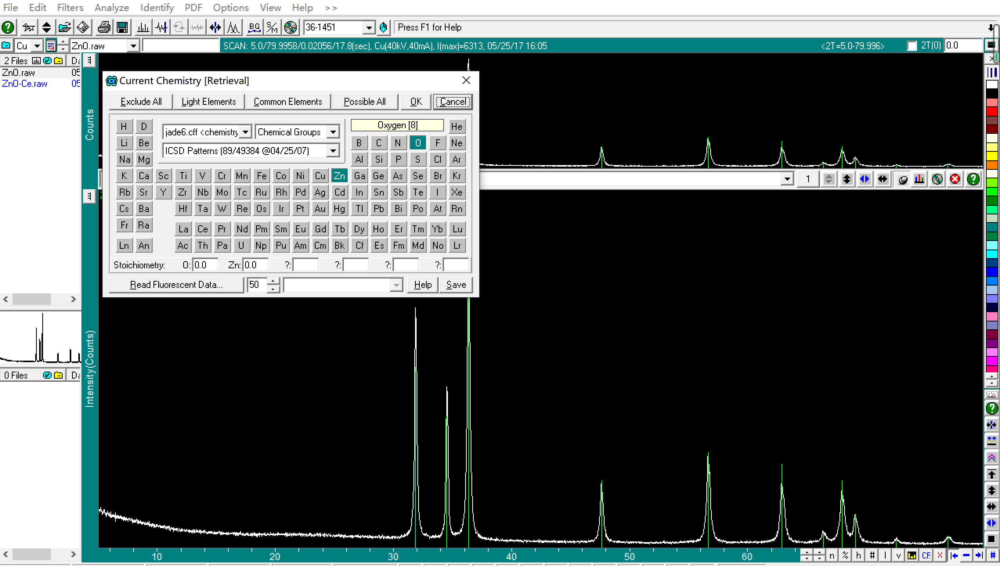 File Edit Filters Analyze Identify PDF Options View Help >>
36-1451 Press F1 for Help
Cu ZnO.raw SCAN: 5.0/79.9958/0.02056/17.8(sec), Cu(40kV,40mA), I(max)=6313, 05/25/17 16:05 <2T=5.0-79.996> 2T(0) 0.0
2 Files Da
ZnO.raw 05
ZnO-Ce.raw 05
Counts
Current Chemistry [Retrieval]
Exclude All Light Elements Common Elements Possible All OK Cancel
H D Oxygen [8] He
jade6.cff <chemistry Chemical Groups
Li Be B C N O F Ne
ICSD Patterns (89/49384 @04/25/07)
Na Mg Al Si P S Cl Ar
K Ca Sc Ti V Cr Mn Fe Co Ni Cu Zn Ga Ge As Se Br Kr
1
Rb Sr Y Zr Nb Mo Tc Ru Rh Pd Ag Cd In Sn Sb Te I Xe
Cs Ba Hf Ta W Re Os Ir Pt Au Hg Tl Pb Bi Po At Rn
Fr Ra
La Ce Pr Nd Pm Sm Eu Gd Tb Dy Ho Er Tm Yb Lu
Ln An Ac Th Pa U Np Pu Am Cm Bk Cf Es Fm Md No Lr
Stoichiometry: O: 0.0 Zn: 0.0 ?: ?: ?: ?:
Read Fluorescent Data... 50 Help Save
0 Files Da
Intensity(Counts)
10 20 30 40 50 60
n % h # I v CF X #